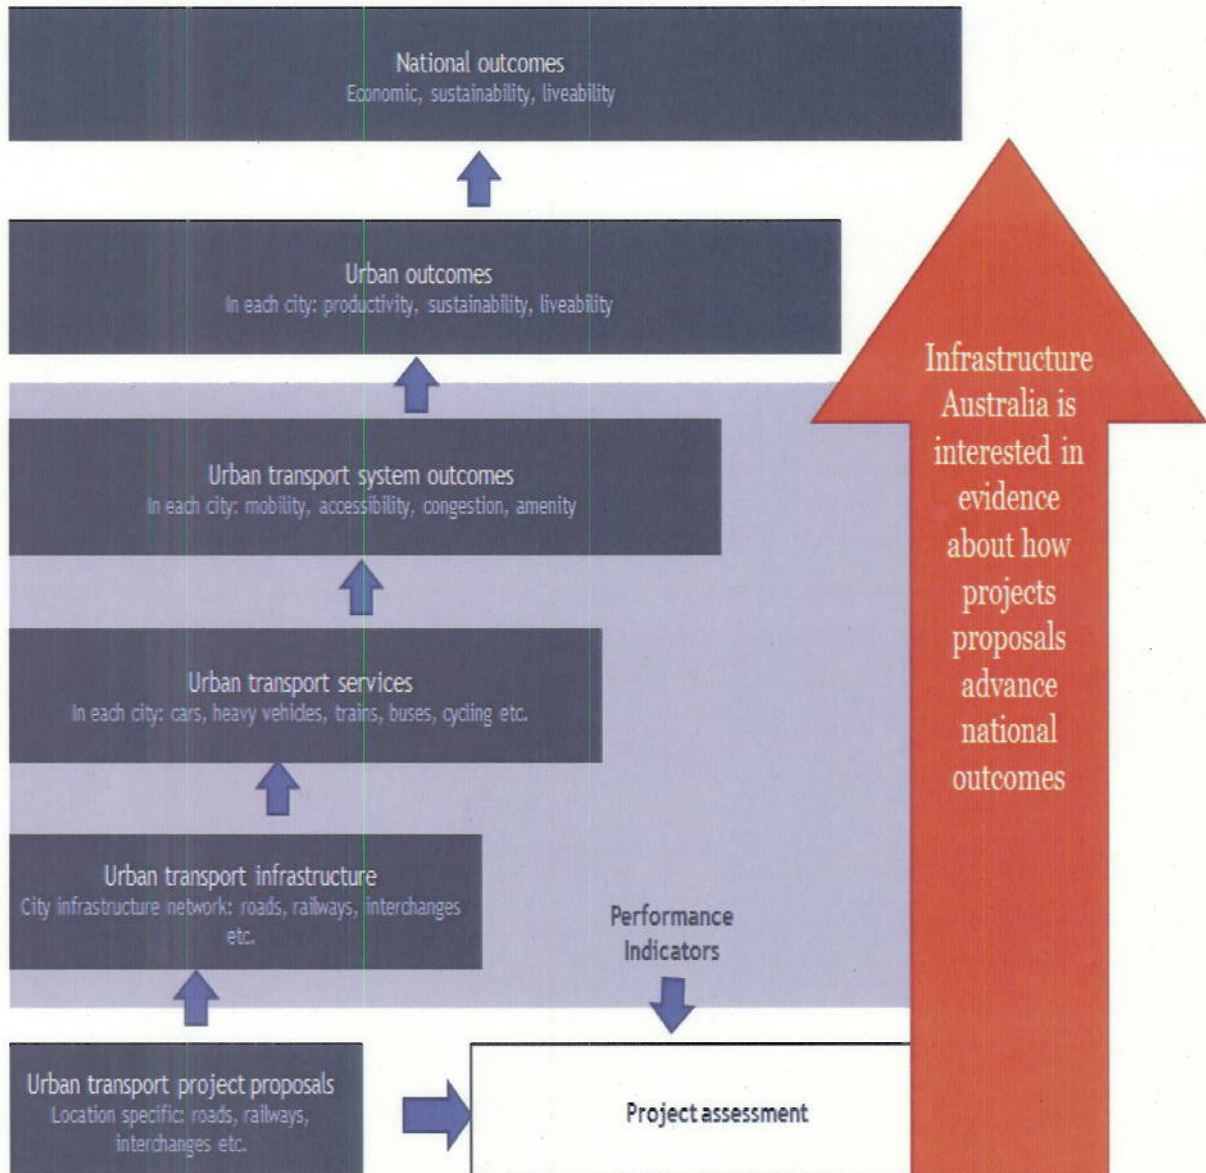 National outcomes
Economic, sustainability, liveability
Urban outcomes
In each city: productivity, sustainability, liveability
Urban transport system outcomes
In each city: mobility, accessibility, congestion, amenity
Urban transport services
In each city: cars, heavy vehicles, trains, buses, cycling etc.
Urban transport infrastructure
City infrastructure network: roads, railways, interchanges
etc.
Performance
Indicators
Urban transport project proposals
Location specific: roads, railways,
interchanges etc.
Project assessment
Infrastructure
Australia is
interested in
evidence
about how
projects
proposals
advance
national
outcomes